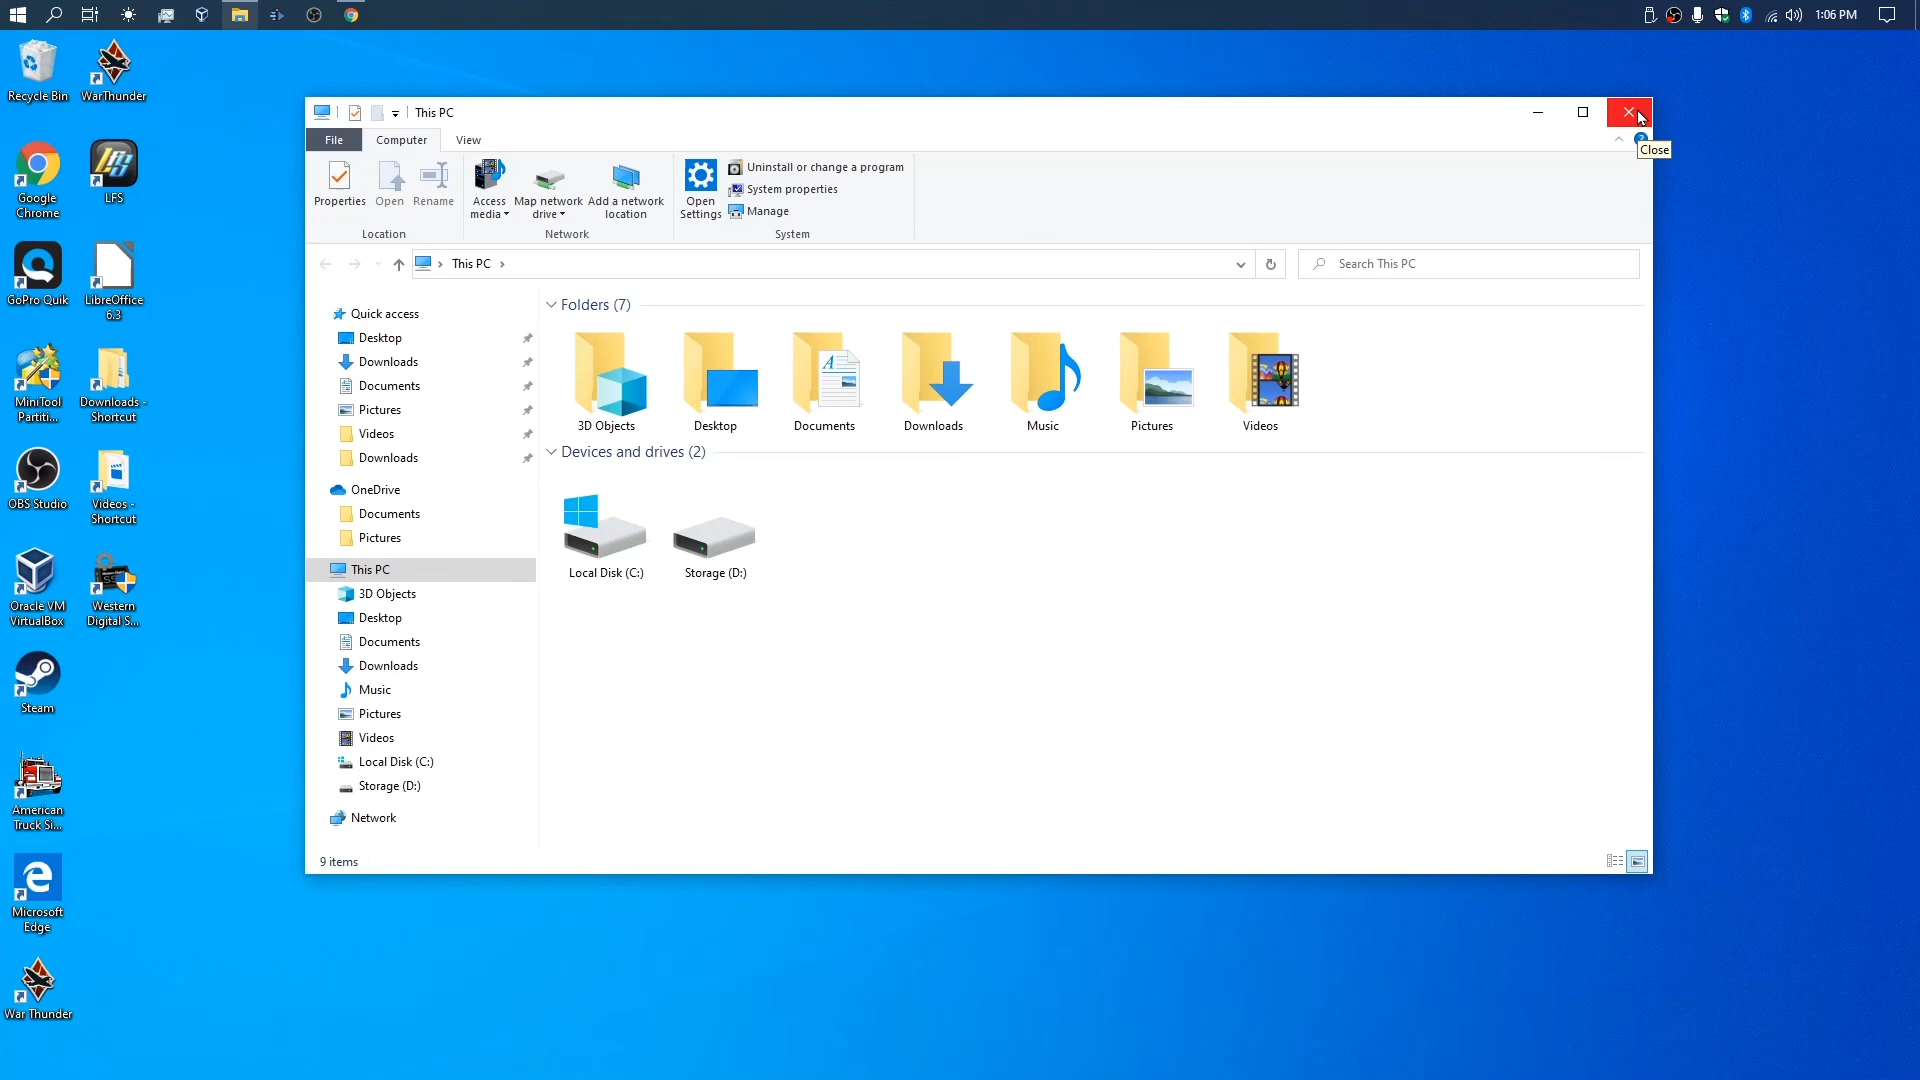 1:06 PM
Recycle Bin
WarThunder
Google
Chrome
LFS
GoPro Quik
LibreOffice
6.3
MiniTool
Partiti...
Downloads -
Shortcut
OBS Studio
Videos -
Shortcut
Oracle VM
VirtualBox
Western
Digital S...
Steam
American
Truck Si...
Microsoft
Edge
War Thunder
This PC
Close
File
Computer
View
Properties
Open
Rename
Location
Access
media
Map network
drive
Add a network
location
Network
Open
Settings
Uninstall or change a program
System properties
Manage
System
This PC
Search This PC
Quick access
Desktop
Downloads
Documents
Pictures
Videos
Downloads
OneDrive
Documents
Pictures
This PC
3D Objects
Desktop
Documents
Downloads
Music
Pictures
Videos
Local Disk (C:)
Storage (D:)
Network
Folders (7)
3D Objects
Desktop
Documents
Downloads
Music
Pictures
Videos
Devices and drives (2)
Local Disk (C:)
Storage (D:)
9 items